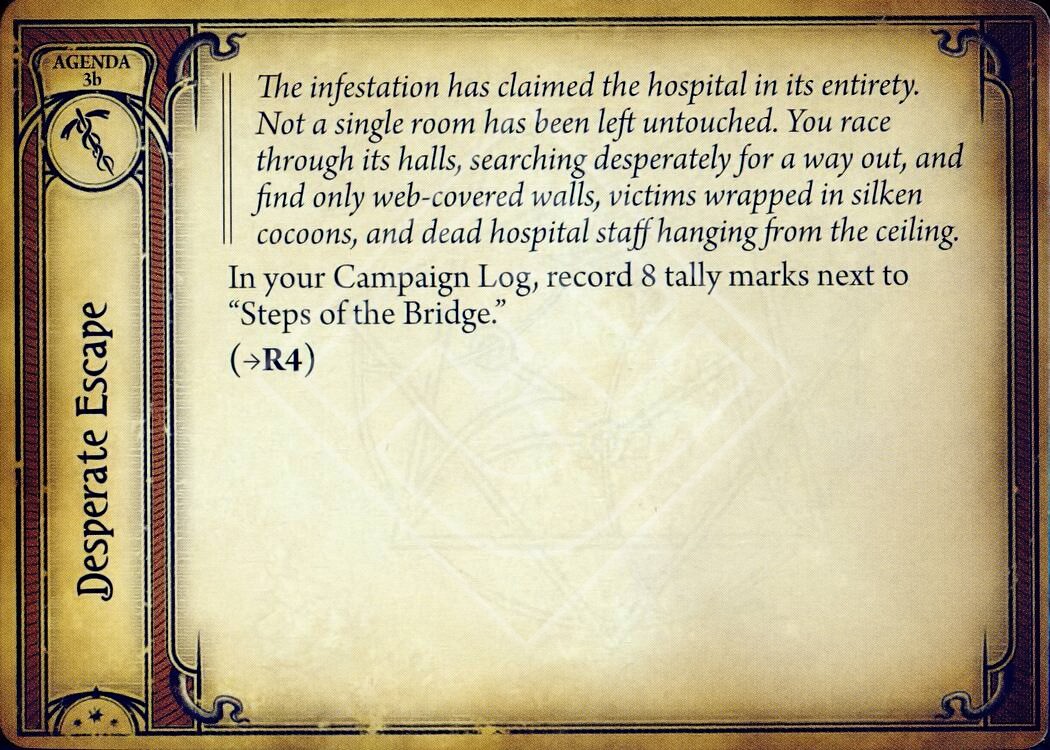 AGENDA
3b
Desperate Escape
The infestation has claimed the hospital in its entirety.
Not a single room has been left untouched. You race
through its halls, searching desperately for a way out, and
find only web-covered walls, victims wrapped in silken
cocoons, and dead hospital staff hanging from the ceiling.
In your Campaign Log, record 8 tally marks next to
“Steps of the Bridge.”
(→R4)